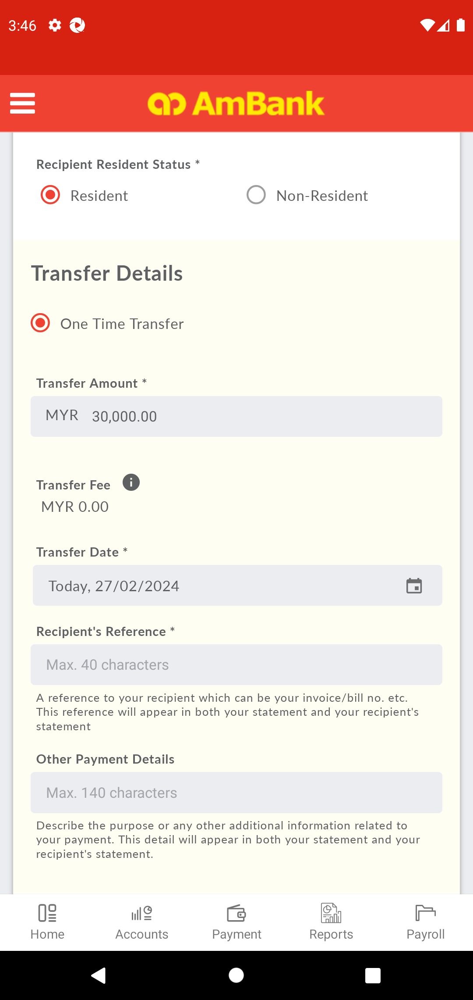 3:46
AmBank
Recipient Resident Status *
Resident
Non-Resident
Transfer Details
One Time Transfer
Transfer Amount *
MYR 30,000.00
Transfer Fee
MYR 0.00
Transfer Date *
Today, 27/02/2024
Recipient's Reference *
Max. 40 characters
A reference to your recipient which can be your invoice/bill no. etc.
This reference will appear in both your statement and your recipient's
statement
Other Payment Details
Max. 140 characters
Describe the purpose or any other additional information related to
your payment. This detail will appear in both your statement and your
recipient's statement.
Home
Accounts
Payment
Reports
Payroll